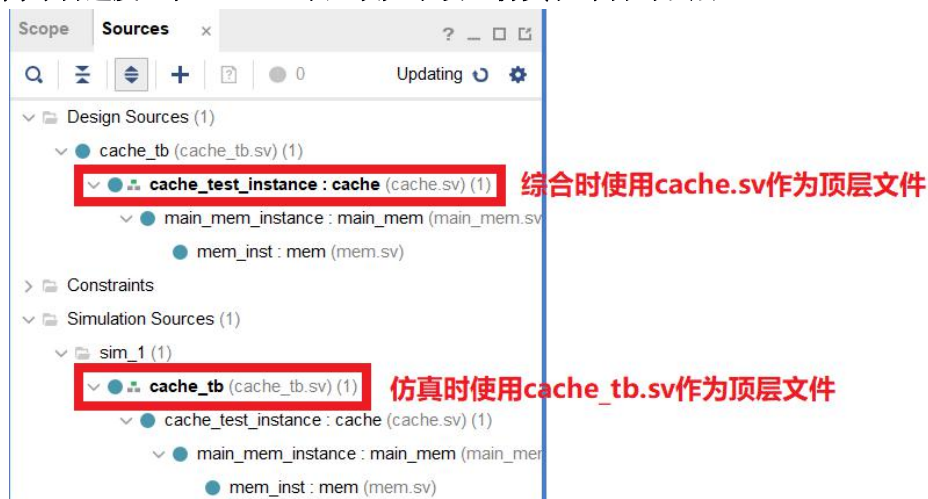 Scope Sources ×
0 Updating
Design Sources (1)
cache_tb (cache_tb.sv) (1)
cache_test_instance : cache (cache.sv) (1) 综合时使用cache.sv作为顶层文件
main_mem_instance : main_mem (main_mem.sv
mem_inst : mem (mem.sv)
Constraints
Simulation Sources (1)
sim_1 (1)
cache_tb (cache_tb.sv) (1) 仿真时使用cache_tb.sv作为顶层文件
cache_test_instance : cache (cache.sv) (1)
main_mem_instance : main_mem (main_mer
mem_inst : mem (mem.sv)